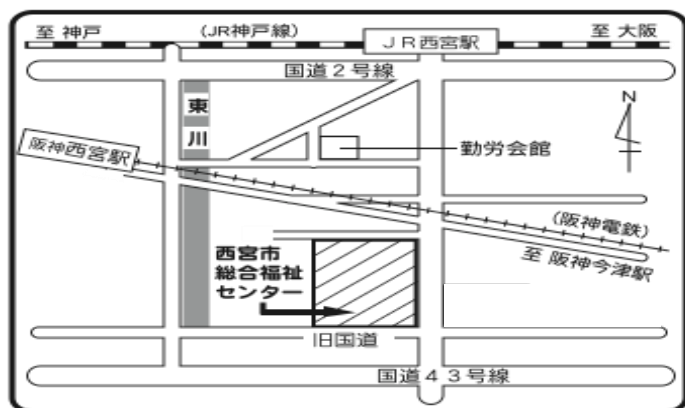 至 神戸
(JR神戸線)
JR西宮駅
至 大阪
国道2号線
東川
N
阪神西宮駅
勤労会館
(阪神電鉄)
至 阪神今津駅
西宮市
総合福祉
センター
旧国道
国道43号線